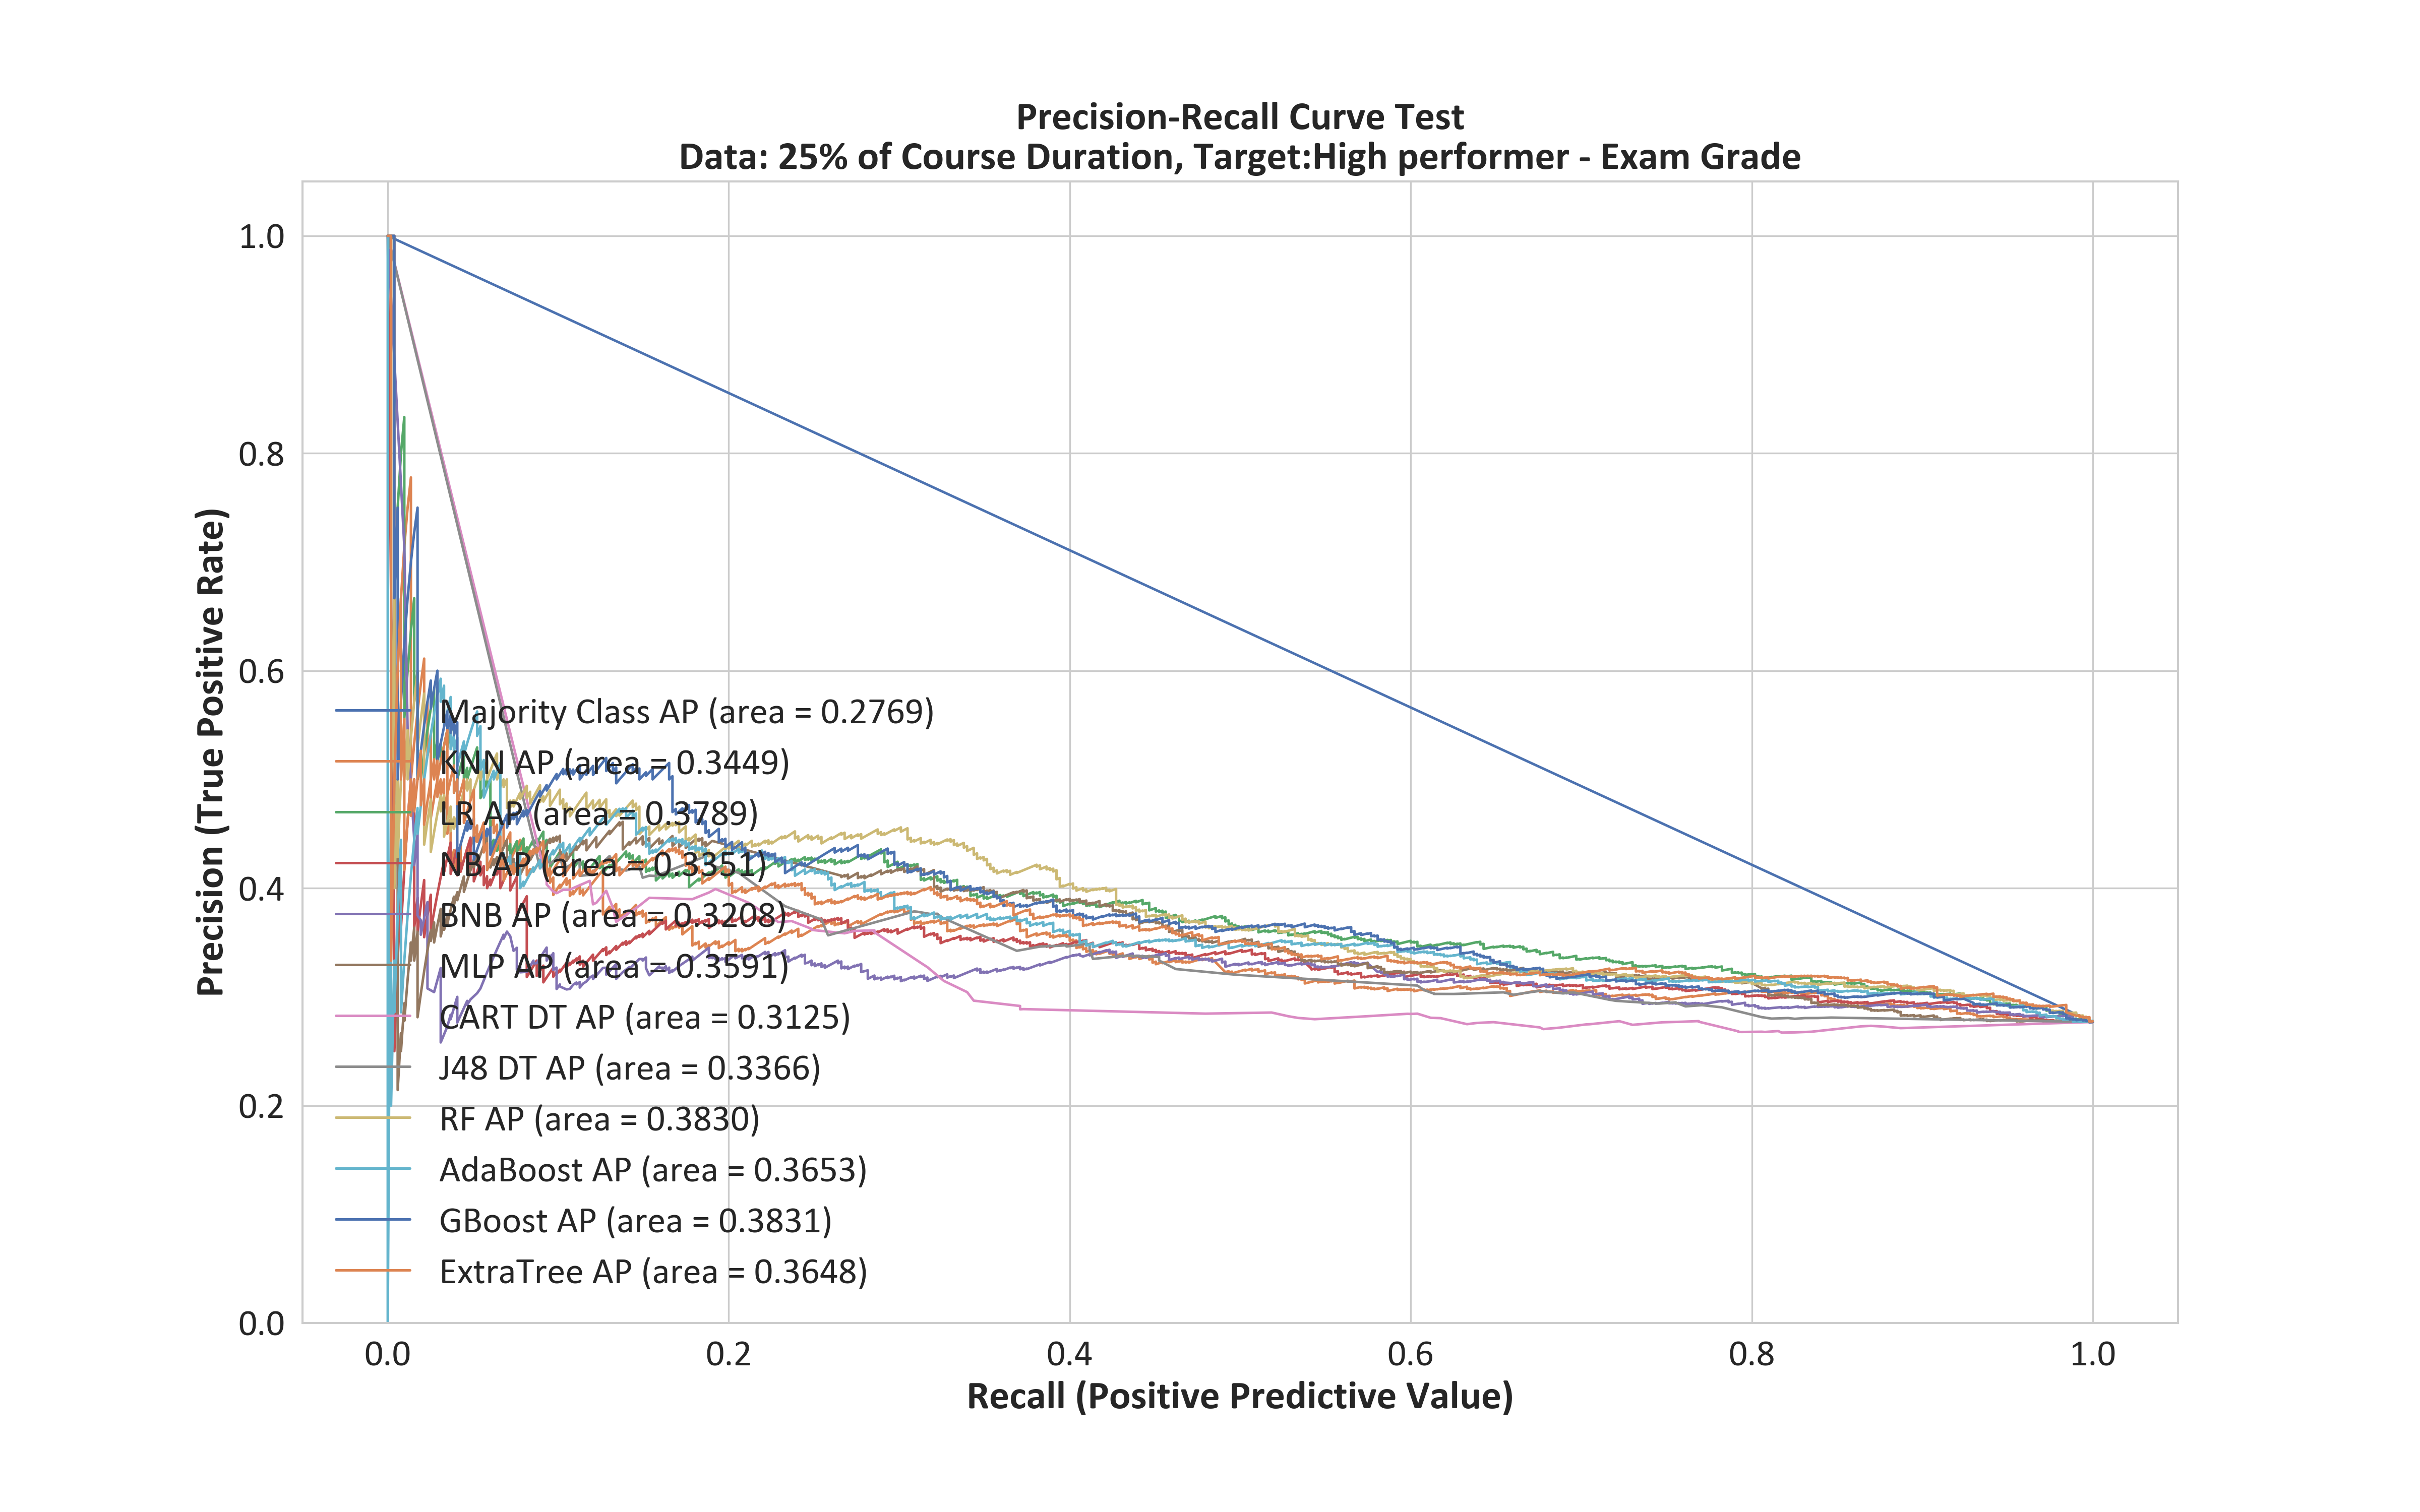 Precision-Recall Curve Test
Data: 25% of Course Duration, Target:High performer - Exam Grade
1.0
0.8
0.6
0.4
0.2
0.0
Precision (True Positive Rate)
Majority Class AP (area = 0.2769)
KNN AP (area = 0.3449)
LR AP (area = 0.3789)
NB AP (area = 0.3351)
BNB AP (area = 0.3208)
MLP AP (area = 0.3591)
CART DT AP (area = 0.3125)
J48 DT AP (area = 0.3366)
RF AP (area = 0.3830)
AdaBoost AP (area = 0.3653)
GBoost AP (area = 0.3831)
ExtraTree AP (area = 0.3648)
0.0 0.2 0.4 0.6 0.8 1.0
Recall (Positive Predictive Value)